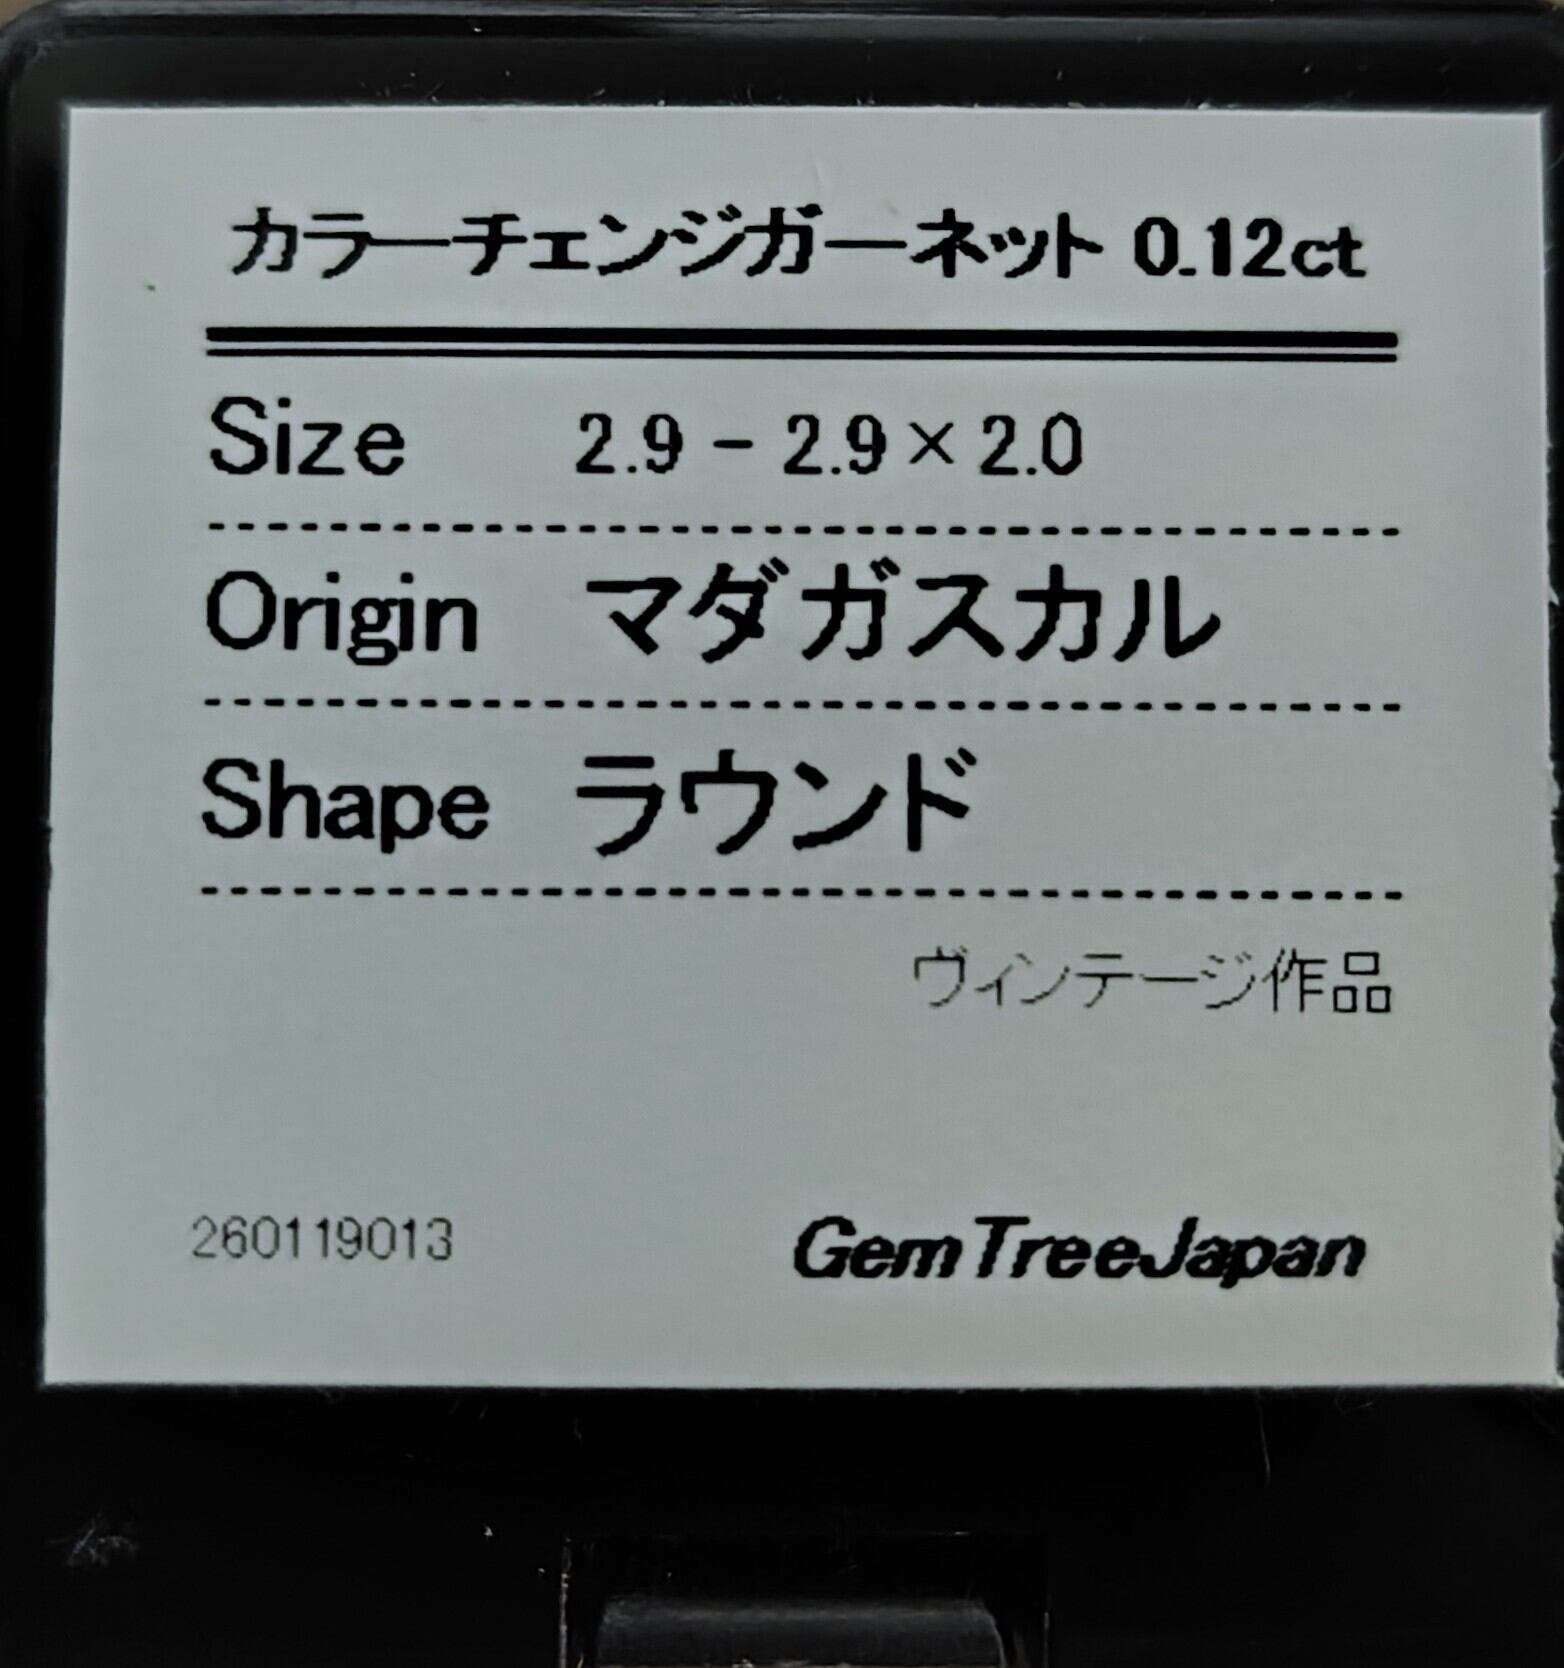 カラーチェンジガーネット 0.12ct
Size 2.9 - 2.9×2.0
Origin マダガスカル
Shape ラウンド
ヴィンテージ作品
260119013 GemTreeJapan